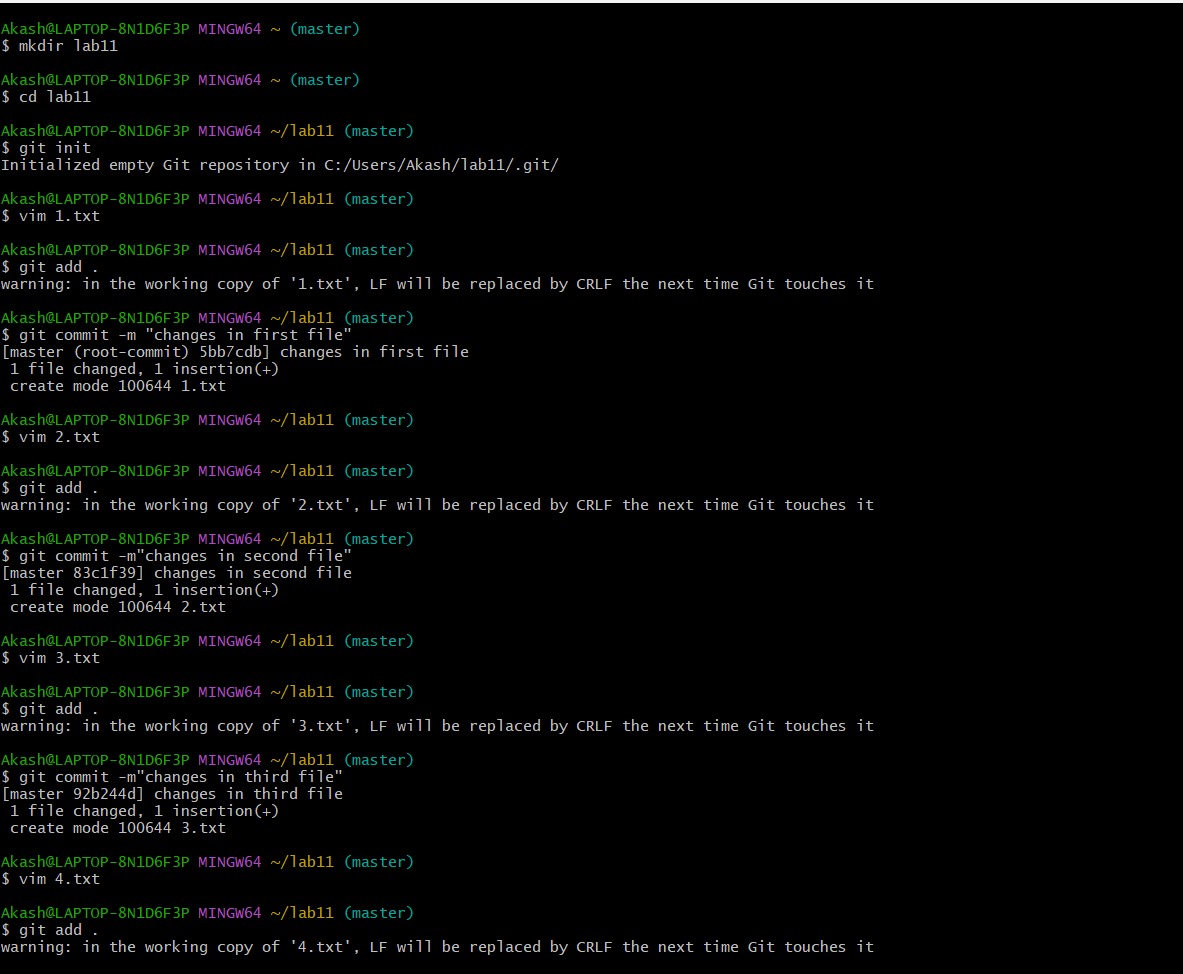 Akash@LAPTOP-8N1D6F3P MINGW64 ~ (master)
$ mkdir lab11
Akash@LAPTOP-8N1D6F3P MINGW64 ~ (master)
$ cd lab11
Akash@LAPTOP-8N1D6F3P MINGW64 ~/lab11 (master)
$ git init
Initialized empty Git repository in C:/Users/Akash/lab11/.git/
Akash@LAPTOP-8N1D6F3P MINGW64 ~/lab11 (master)
$ vim 1.txt
Akash@LAPTOP-8N1D6F3P MINGW64 ~/lab11 (master)
$ git add .
warning: in the working copy of '1.txt', LF will be replaced by CRLF the next time Git touches it
Akash@LAPTOP-8N1D6F3P MINGW64 ~/lab11 (master)
$ git commit -m "changes in first file"
[master (root-commit) 5bb7cdb] changes in first file
 1 file changed, 1 insertion(+)
 create mode 100644 1.txt
Akash@LAPTOP-8N1D6F3P MINGW64 ~/lab11 (master)
$ vim 2.txt
Akash@LAPTOP-8N1D6F3P MINGW64 ~/lab11 (master)
$ git add .
warning: in the working copy of '2.txt', LF will be replaced by CRLF the next time Git touches it
Akash@LAPTOP-8N1D6F3P MINGW64 ~/lab11 (master)
$ git commit -m"changes in second file"
[master 83c1f39] changes in second file
 1 file changed, 1 insertion(+)
 create mode 100644 2.txt
Akash@LAPTOP-8N1D6F3P MINGW64 ~/lab11 (master)
$ vim 3.txt
Akash@LAPTOP-8N1D6F3P MINGW64 ~/lab11 (master)
$ git add .
warning: in the working copy of '3.txt', LF will be replaced by CRLF the next time Git touches it
Akash@LAPTOP-8N1D6F3P MINGW64 ~/lab11 (master)
$ git commit -m"changes in third file"
[master 92b244d] changes in third file
 1 file changed, 1 insertion(+)
 create mode 100644 3.txt
Akash@LAPTOP-8N1D6F3P MINGW64 ~/lab11 (master)
$ vim 4.txt
Akash@LAPTOP-8N1D6F3P MINGW64 ~/lab11 (master)
$ git add .
warning: in the working copy of '4.txt', LF will be replaced by CRLF the next time Git touches it